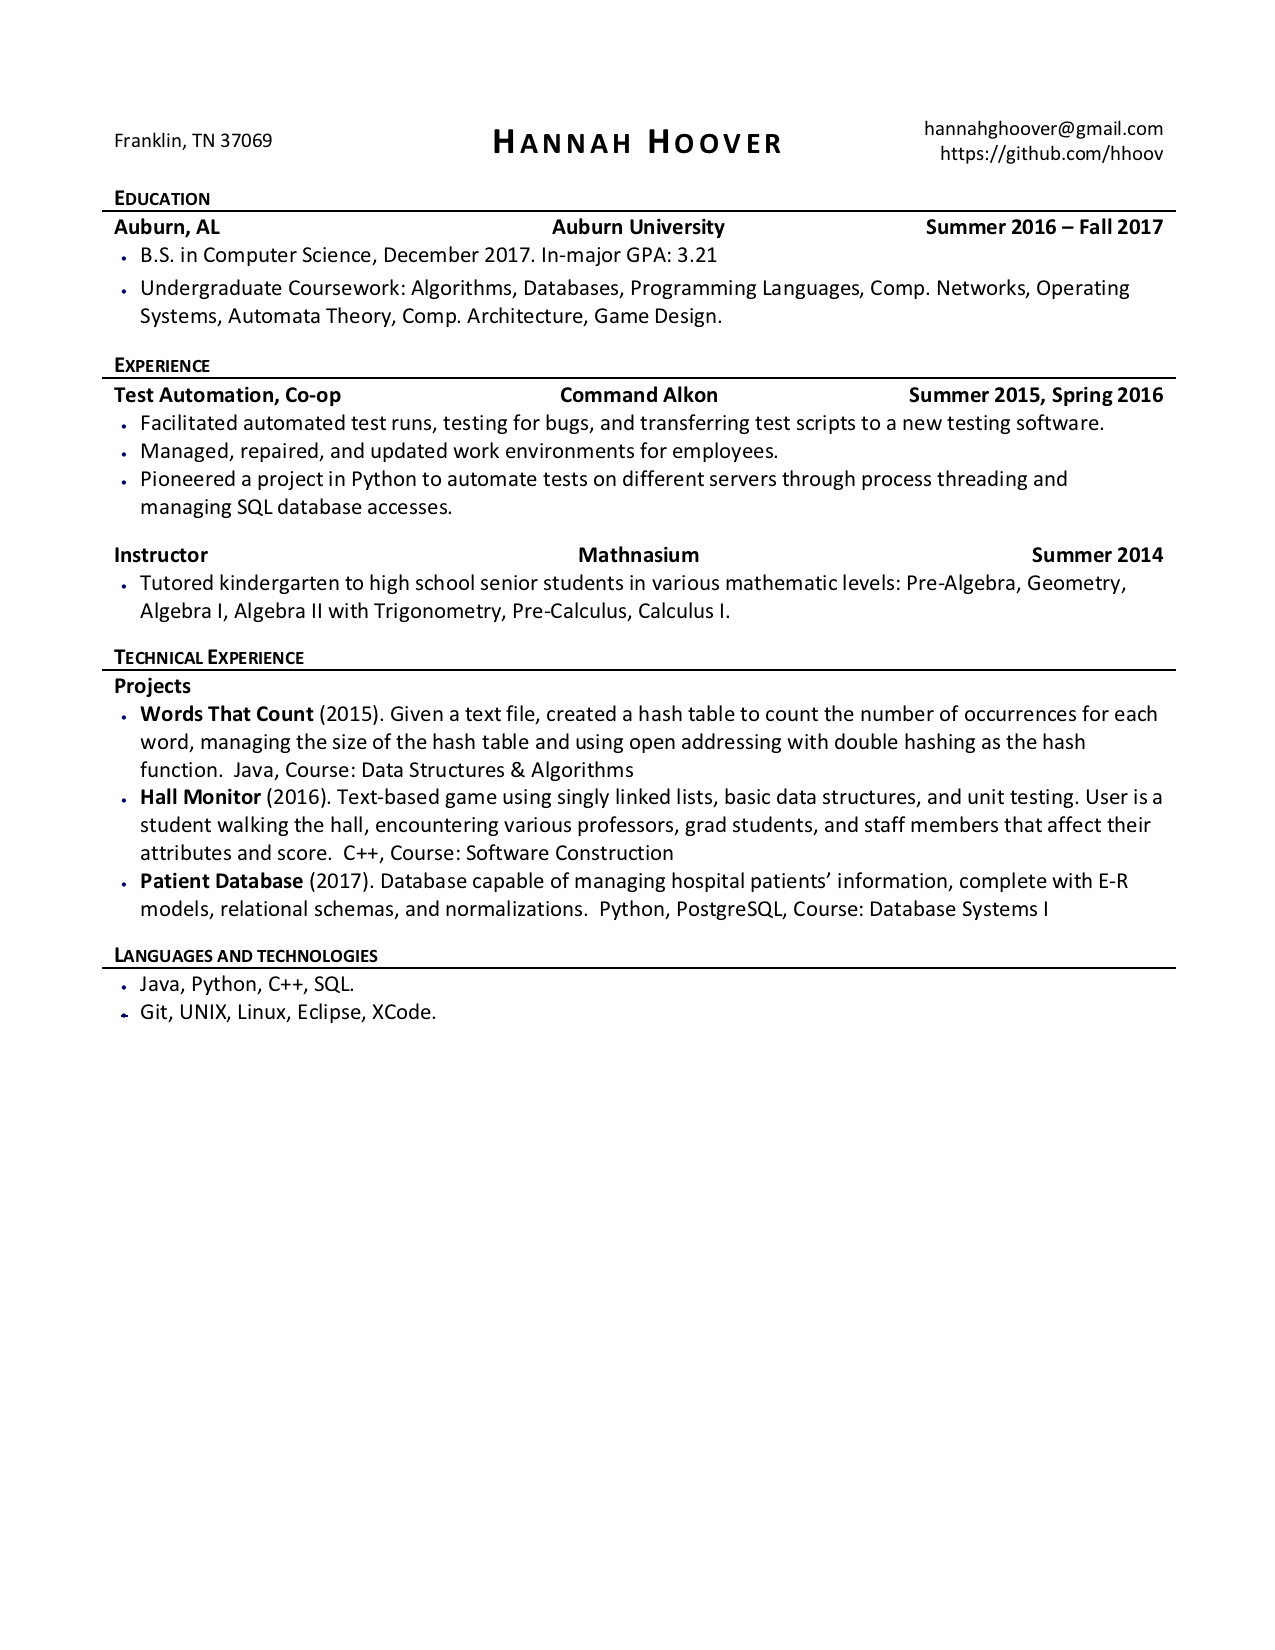 Franklin, TN 37069
HANNAH HOOVER
hannahghoover@gmail.com
https://github.com/hhoov
EDUCATION
Auburn, AL Auburn University Summer 2016 – Fall 2017
• B.S. in Computer Science, December 2017. In-major GPA: 3.21
• Undergraduate Coursework: Algorithms, Databases, Programming Languages, Comp. Networks, Operating
Systems, Automata Theory, Comp. Architecture, Game Design.
EXPERIENCE
Test Automation, Co-op Command Alkon Summer 2015, Spring 2016
• Facilitated automated test runs, testing for bugs, and transferring test scripts to a new testing software.
• Managed, repaired, and updated work environments for employees.
• Pioneered a project in Python to automate tests on different servers through process threading and
managing SQL database accesses.
Instructor Mathnasium Summer 2014
• Tutored kindergarten to high school senior students in various mathematic levels: Pre-Algebra, Geometry,
Algebra I, Algebra II with Trigonometry, Pre-Calculus, Calculus I.
TECHNICAL EXPERIENCE
Projects
• Words That Count (2015). Given a text file, created a hash table to count the number of occurrences for each
word, managing the size of the hash table and using open addressing with double hashing as the hash
function. Java, Course: Data Structures & Algorithms
• Hall Monitor (2016). Text-based game using singly linked lists, basic data structures, and unit testing. User is a
student walking the hall, encountering various professors, grad students, and staff members that affect their
attributes and score. C++, Course: Software Construction
• Patient Database (2017). Database capable of managing hospital patients’ information, complete with E-R
models, relational schemas, and normalizations. Python, PostgreSQL, Course: Database Systems I
LANGUAGES AND TECHNOLOGIES
• Java, Python, C++, SQL.
• Git, UNIX, Linux, Eclipse, XCode.